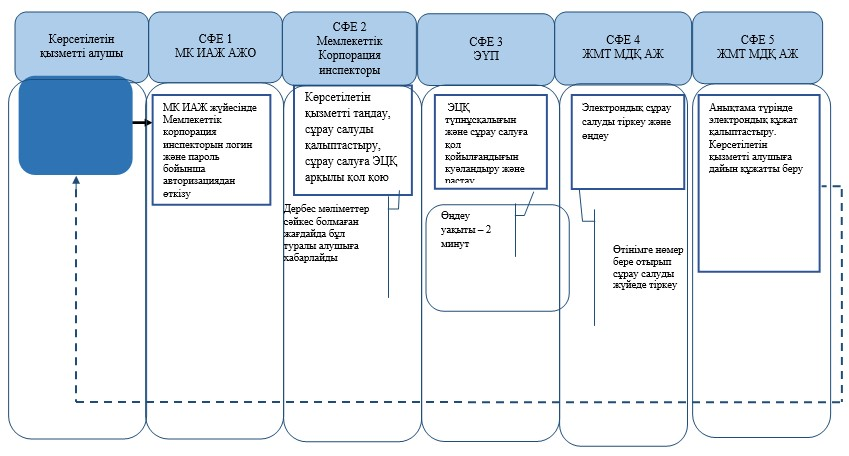 Көрсетілетін
қызметті алушы
СФЕ 1
МК ИАЖ АЖО
СФЕ 2
Мемлекеттік
Корпорация
инспекторы
СФЕ 3
ЭҮП
СФЕ 4
ЖМТ МДҚ АЖ
СФЕ 5
ЖМТ МДҚ АЖ
МК ИАЖ жүйесінде
Мемлекеттік
корпорация
инспекторын логин
және пароль
бойынша
авторизациядан
өткізу
Көрсетілетін
қызметті таңдау,
сұрау салуды
қалыптастыру,
сұрау салуға ЭЦҚ
арқылы қол қою
Дербес мәліметтер
сәйкес болмаған
жағдайда бұл
туралы алушыға
хабарлайды
ЭЦҚ
түпнұсқалығын
және сұрау салуға
қол
қойылғандығын
куәландыру және
растау
Өңдеу
уақыты – 2
минут
Электрондық сұрау
салуды тіркеу және
өңдеу
Өтінімге нөмер
бере отырып
сұрау салуды
жүйеде тіркеу
Анықтама түрінде
электрондық құжат
қалыптастыру.
Көрсетілетін
қызметті алушыға
дайын құжатты беру